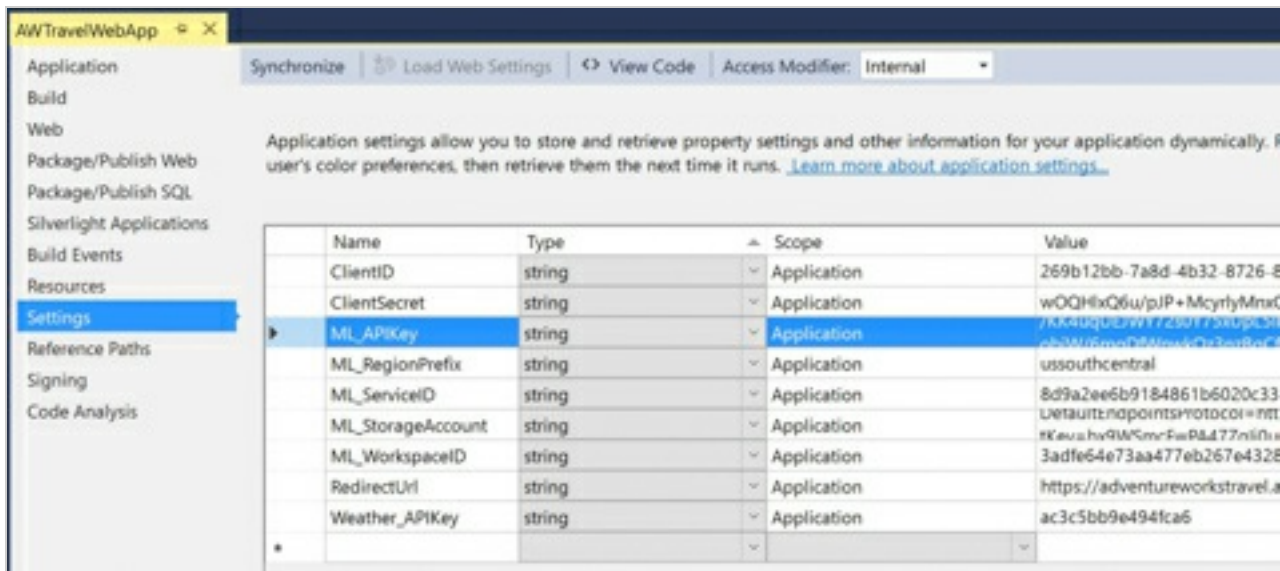 AWTravelWebApp
Application
Build
Web
Package/Publish Web
Package/Publish SQL
Silverlight Applications
Build Events
Resources
Settings
Reference Paths
Signing
Code Analysis
Synchronize Load Web Settings <> View Code Access Modifier: Internal
Application settings allow you to store and retrieve property settings and other information for your application dynamically.
user's color preferences, then retrieve them the next time it runs. Learn more about application settings...
Name Type Scope Value
ClientID string Application 269b12bb-7a8d-4b32-8726-8
ClientSecret string Application
ML_APIKey string Application
ML_RegionPrefix string Application ussouthcentral
ML_ServiceID string Application 8d9a2ee6b9184861b6020c33
ML_StorageAccount string Application DefaultEndpointsProtocol=htt
ML_WorkspaceID string Application 3adfe64e73aa477eb267e4328
RedirectUrl string Application https://adventureworkstravel.a
Weather_APIKey string Application ac3c5bb9e494fca6